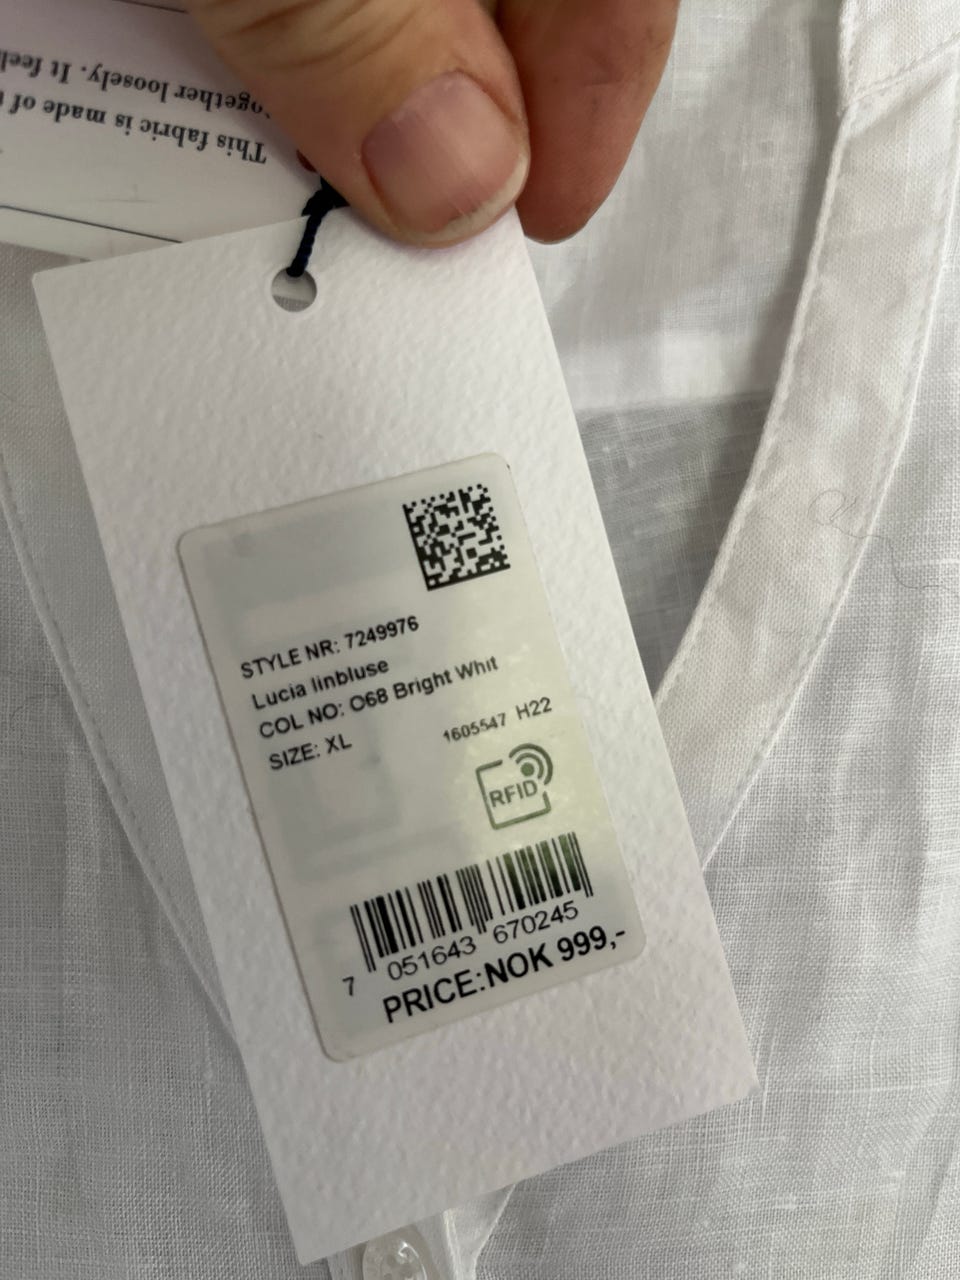 This fabric is made of
together loosely. It feel
STYLE NR: 7249976
Lucia linbluse
COL NO: O68 Bright Whit
SIZE: XL
1605547 H22
RFID
7 051643 670245
PRICE:NOK 999,-